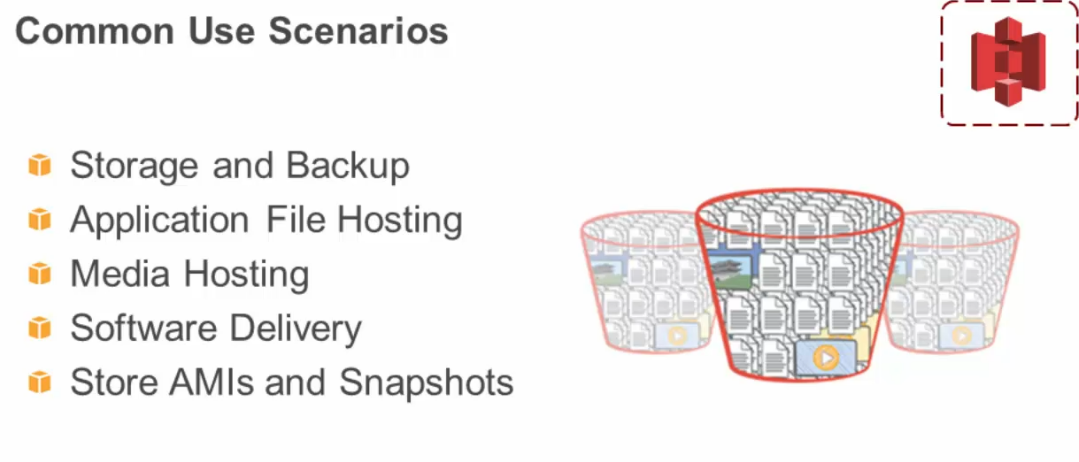 Common Use Scenarios
Storage and Backup
Application File Hosting
Media Hosting
Software Delivery
Store AMIs and Snapshots